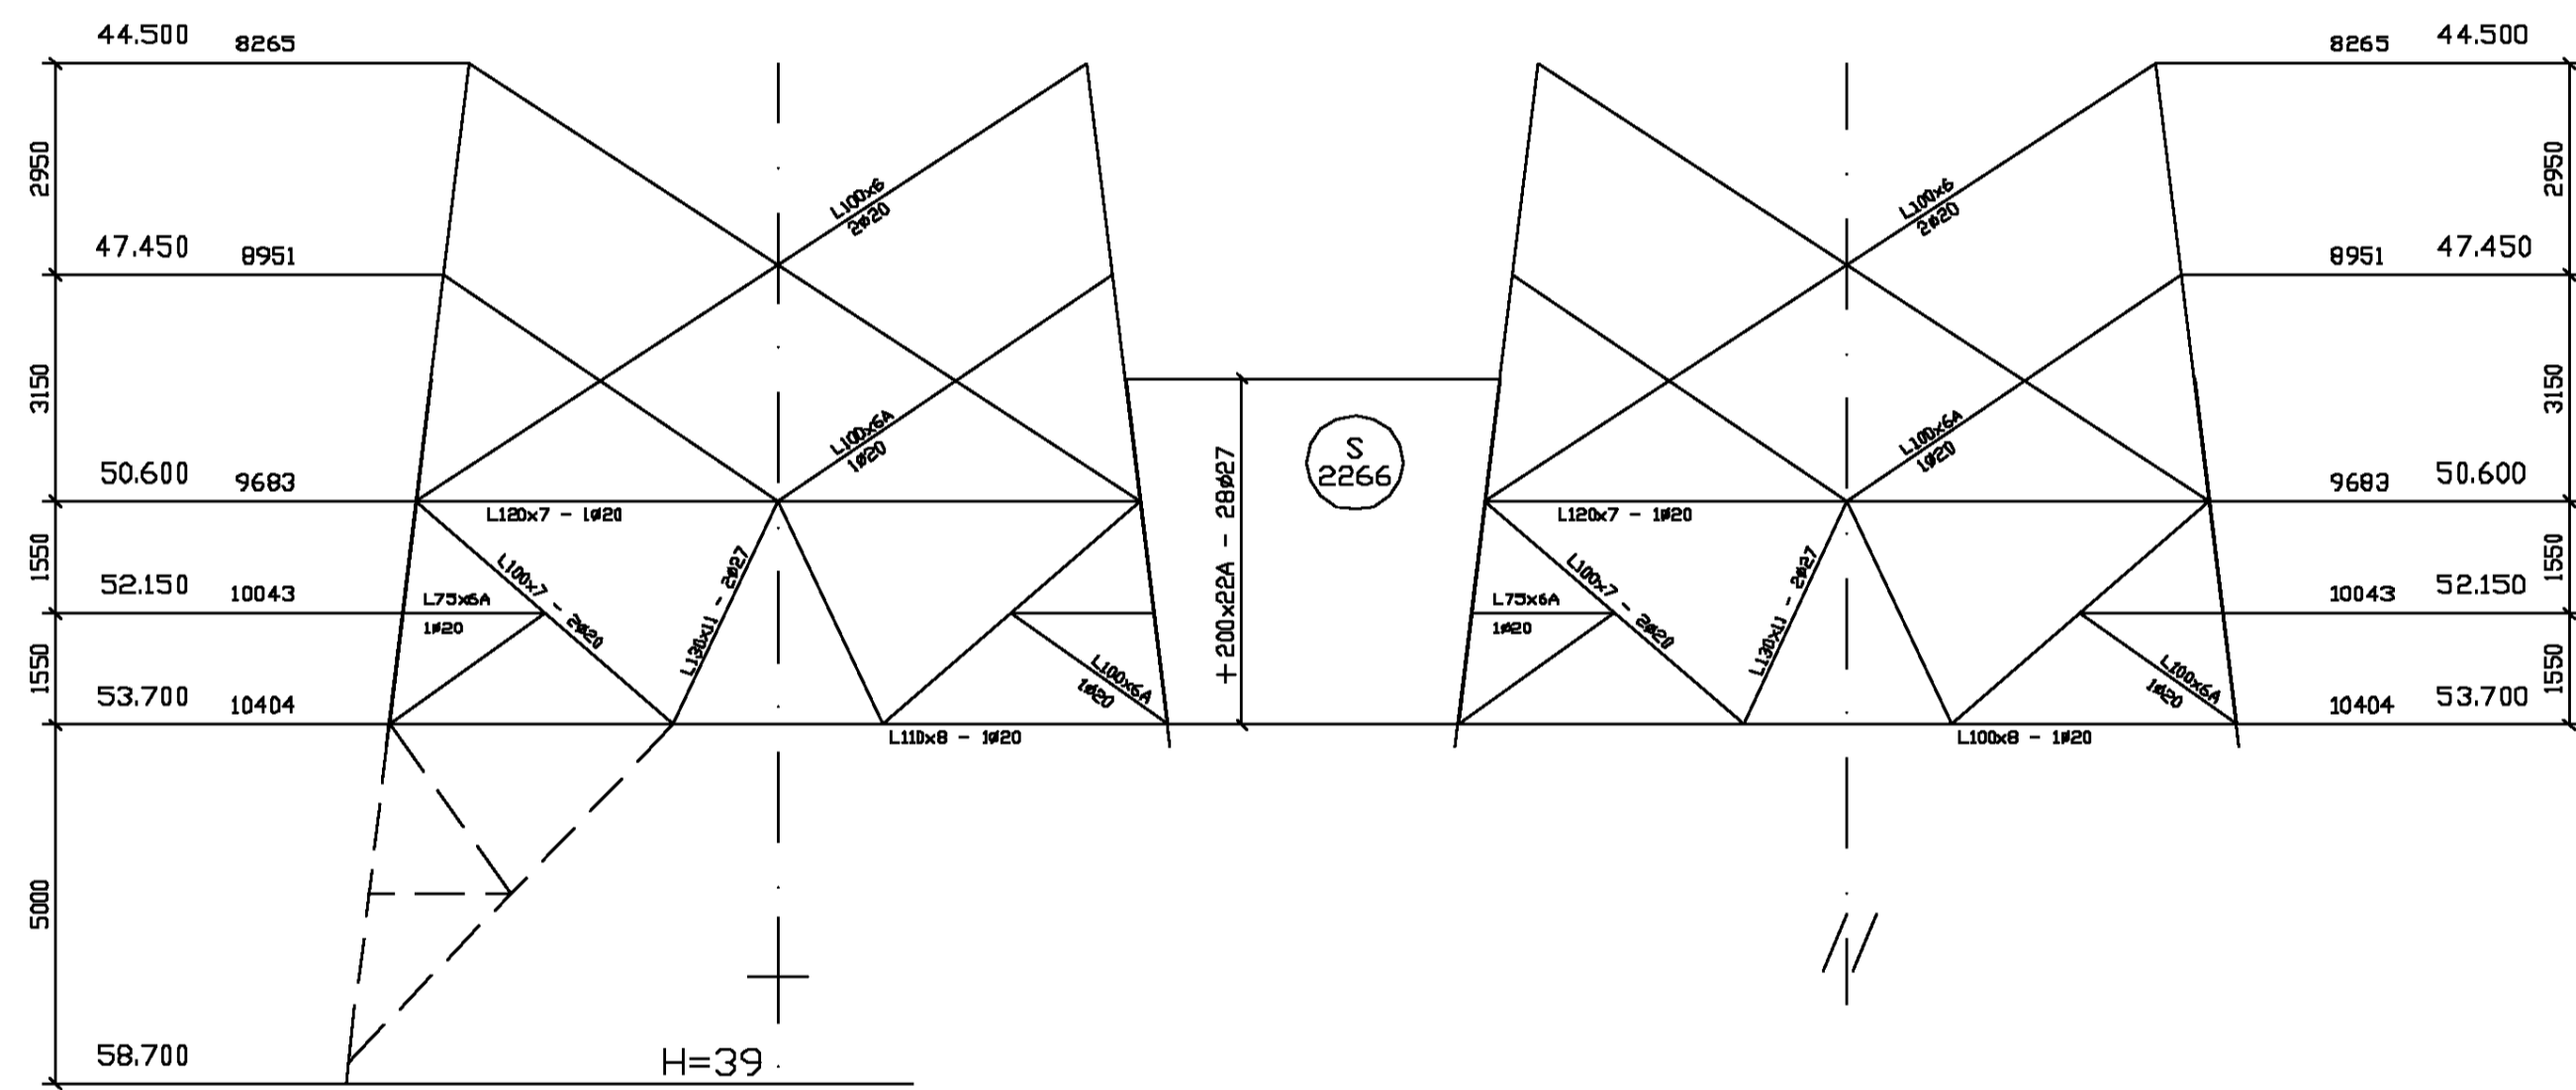 44.500 8265
8265 44.500
2950
2950
L100x6
2ø20
L100x6
2ø20
47.450 8951
8951 47.450
3150
3150
L100x6A
1ø20
L100x6A
1ø20
S
2266
+200x22A - 28ø27
50.600 9683
9683 50.600
L120x7 - 1ø20
L120x7 - 1ø20
1550
1550
L100x7 - 2ø20
L130x11 - 2ø27
L100x7 - 2ø20
L130x11 - 2ø27
52.150 10043
10043 52.150
L75x6A
1ø20
L75x6A
1ø20
1550
1550
L100x6A
1ø20
L100x6A
1ø20
53.700 10404
10404 53.700
L110x8 - 1ø20
L100x8 - 1ø20
5000
58.700
H=39